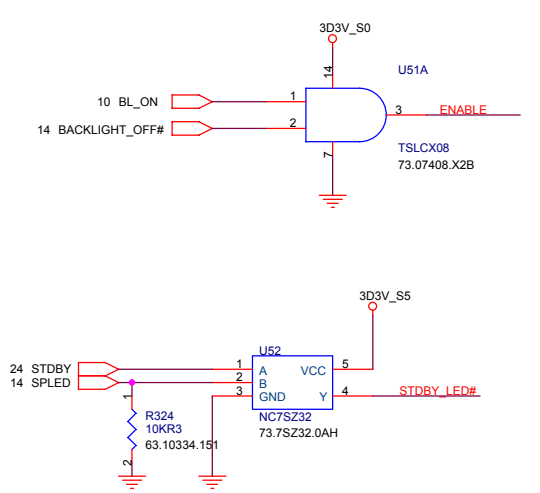 3D3V_S0
14
U51A
10 BL_ON
1
3
ENABLE
14 BACKLIGHT_OFF#
2
7
TSLCX08
73.07408.X2B
3D3V_S5
U52
24 STDBY
1
A
VCC
5
14 SPLED
2
B
3
GND
Y
4
STDBY_LED#
1
NC7SZ32
R324
10KR3
73.7SZ32.0AH
63.10334.151
2